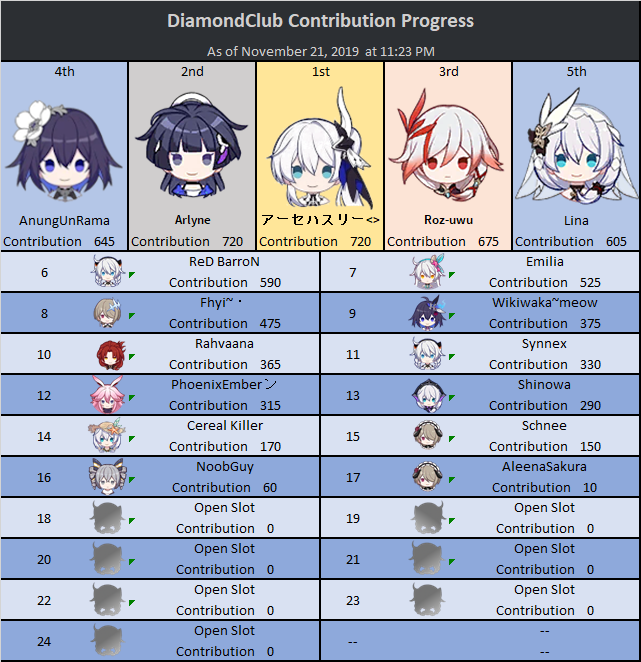 DiamondClub Contribution Progress
As of November 21, 2019 at 11:23 PM
4th
AnungUnRama
Contribution 645
2nd
Arlyne
Contribution 720
1st
アーセハスリー<>
Contribution 720
3rd
Roz-uwu
Contribution 675
5th
Lina
Contribution 605
6
ReD BarroN
Contribution 590
7
Emilia
Contribution 525
8
Fhyi~・
Contribution 475
9
Wikiwaka~meow
Contribution 375
10
Rahvaana
Contribution 365
11
Synnex
Contribution 330
12
PhoenixEmberン
Contribution 315
13
Shinowa
Contribution 290
14
Cereal Killer
Contribution 170
15
Schnee
Contribution 150
16
NoobGuy
Contribution 60
17
AleenaSakura
Contribution 10
18
Open Slot
Contribution 0
19
Open Slot
Contribution 0
20
Open Slot
Contribution 0
21
Open Slot
Contribution 0
22
Open Slot
Contribution 0
23
Open Slot
Contribution 0
24
Open Slot
Contribution 0
--
--
--